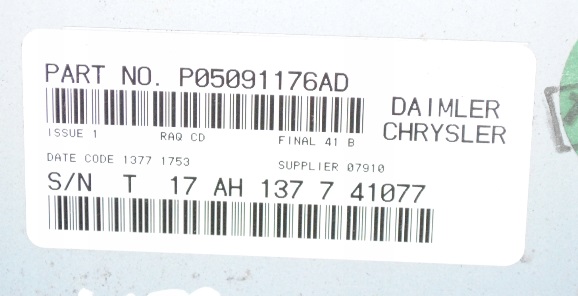 PART NO. P05091176AD
DAIMLER
CHRYSLER
ISSUE 1 RAQ CD FINAL 41 B
DATE CODE 1377 1753 SUPPLIER 07910
S/N T 17 AH 137 7 41077